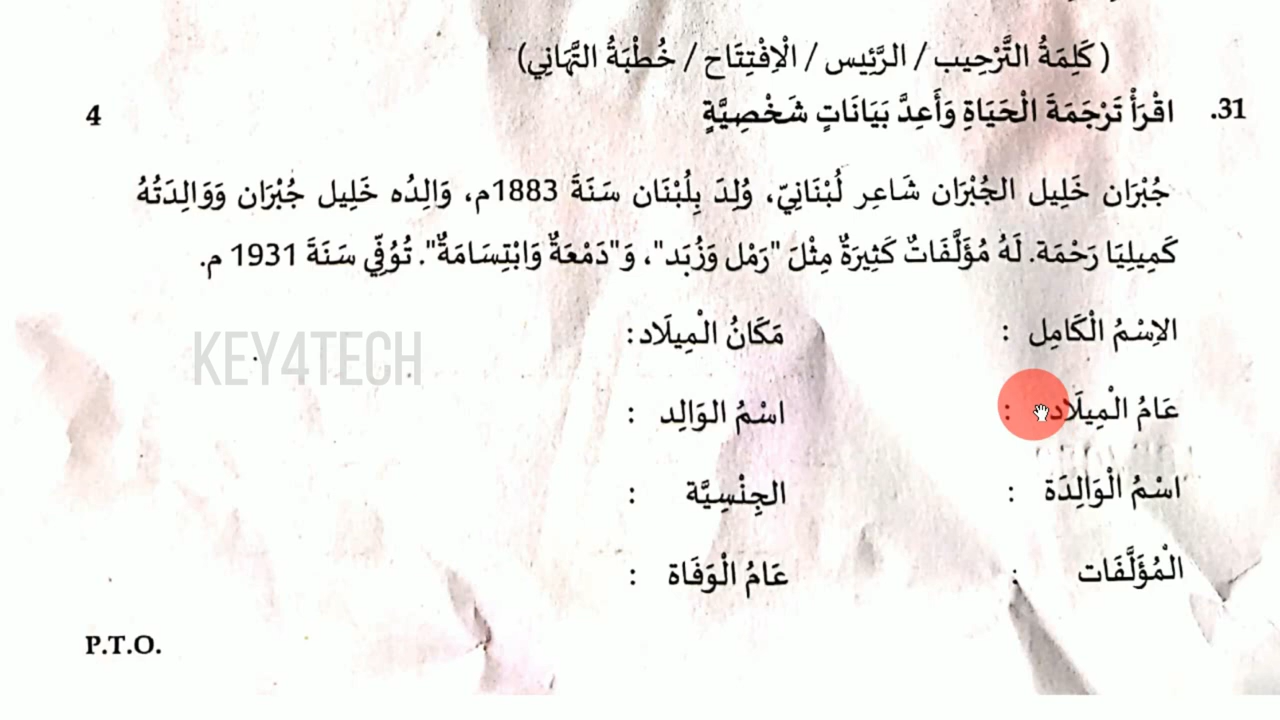 ( كَلِمَةُ التَّرْحِيب / الرَّئِيس / الْاِفْتِتَاح / خُطْبَةُ التَّهَانِي)
31. اقْرَأْ تَرْجَمَةَ الْحَيَاةِ وَأَعِدَّ بَيَانَاتٍ شَخْصِيَّةٍ 4
جُبْرَان خَلِيل الجُبْرَان شَاعِر لُبْنَانِيّ، وُلِدَ بِلُبْنَان سَنَةَ 1883م، وَالِدُه خَلِيل جُبْرَان وَوَالِدَتُهُ
كَمِيلِيَا رَحْمَة. لَهُ مُؤَلَّفَاتٌ كَثِيرَةٌ مِثْلَ "رَمْل وَزُبَد"، وَ"دَمْعَةٌ وَابْتِسَامَةٌ". تُوُفِّي سَنَةَ 1931 م.
الاِسْمُ الْكَامِل : مَكَانُ الْمِيلَاد:
KEY4TECH
عَامُ الْمِيلَاد : اسْمُ الوَالِد :
اسْمُ الْوَالِدَة : الجِنْسِيَّة :
الْمُؤَلَّفَات : عَامُ الْوَفَاة :
P.T.O.